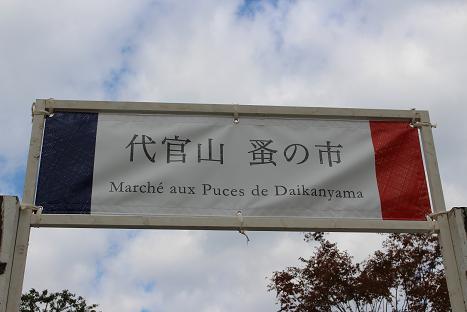 代官山 蚤の市
Marché aux Puces de Daikanyama